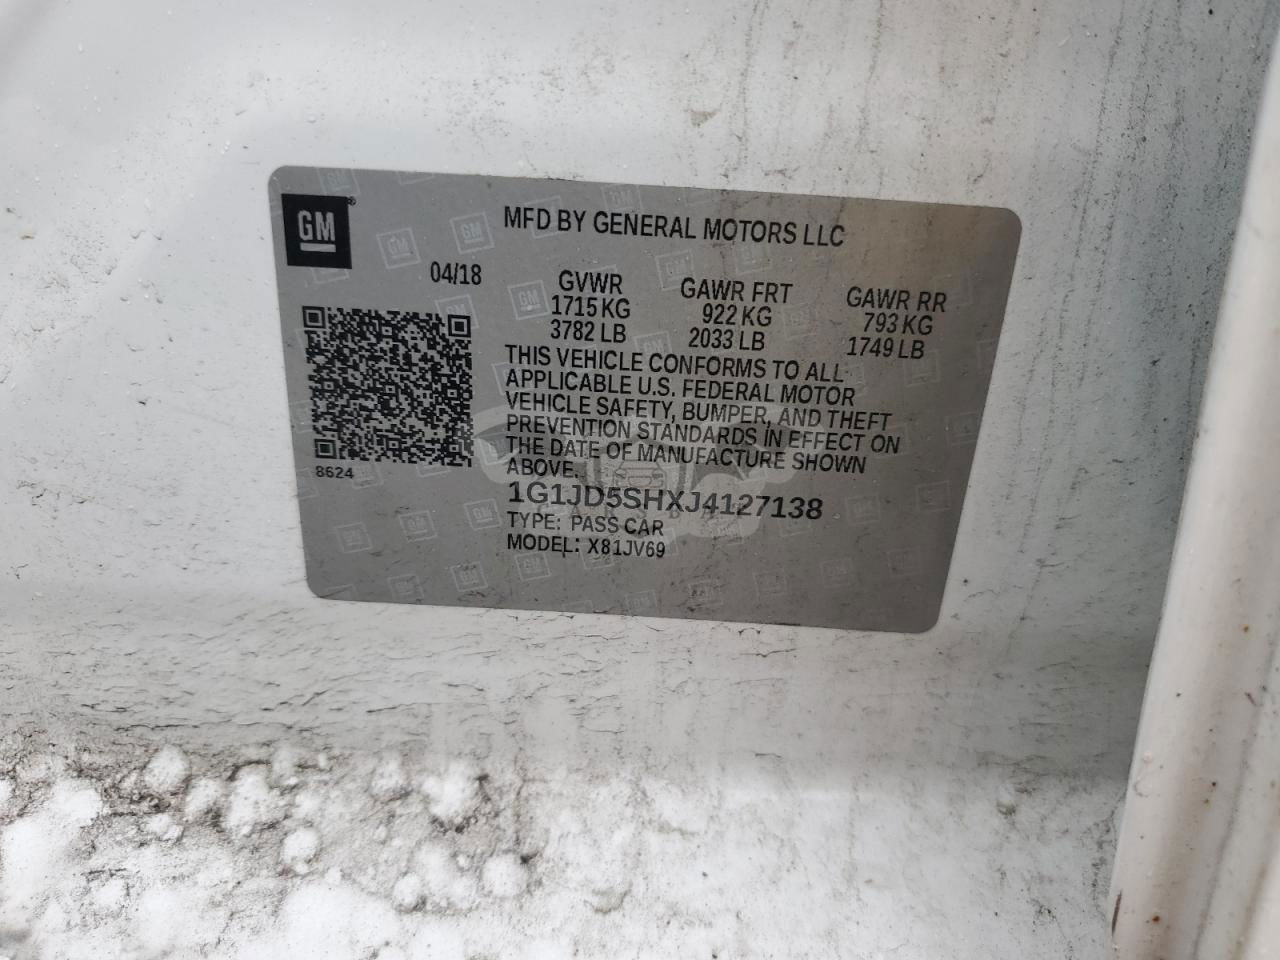 GM
MFD BY GENERAL MOTORS LLC
04/18
GVWR
1715 KG
3782 LB
GAWR FRT
922 KG
2033 LB
GAWR RR
793 KG
1749 LB
THIS VEHICLE CONFORMS TO ALL
APPLICABLE U.S. FEDERAL MOTOR
VEHICLE SAFETY, BUMPER, AND THEFT
PREVENTION STANDARDS IN EFFECT ON
THE DATE OF MANUFACTURE SHOWN
ABOVE.
8624
1G1JD5SHXJ4127138
TYPE: PASS CAR
MODEL: X81JV69